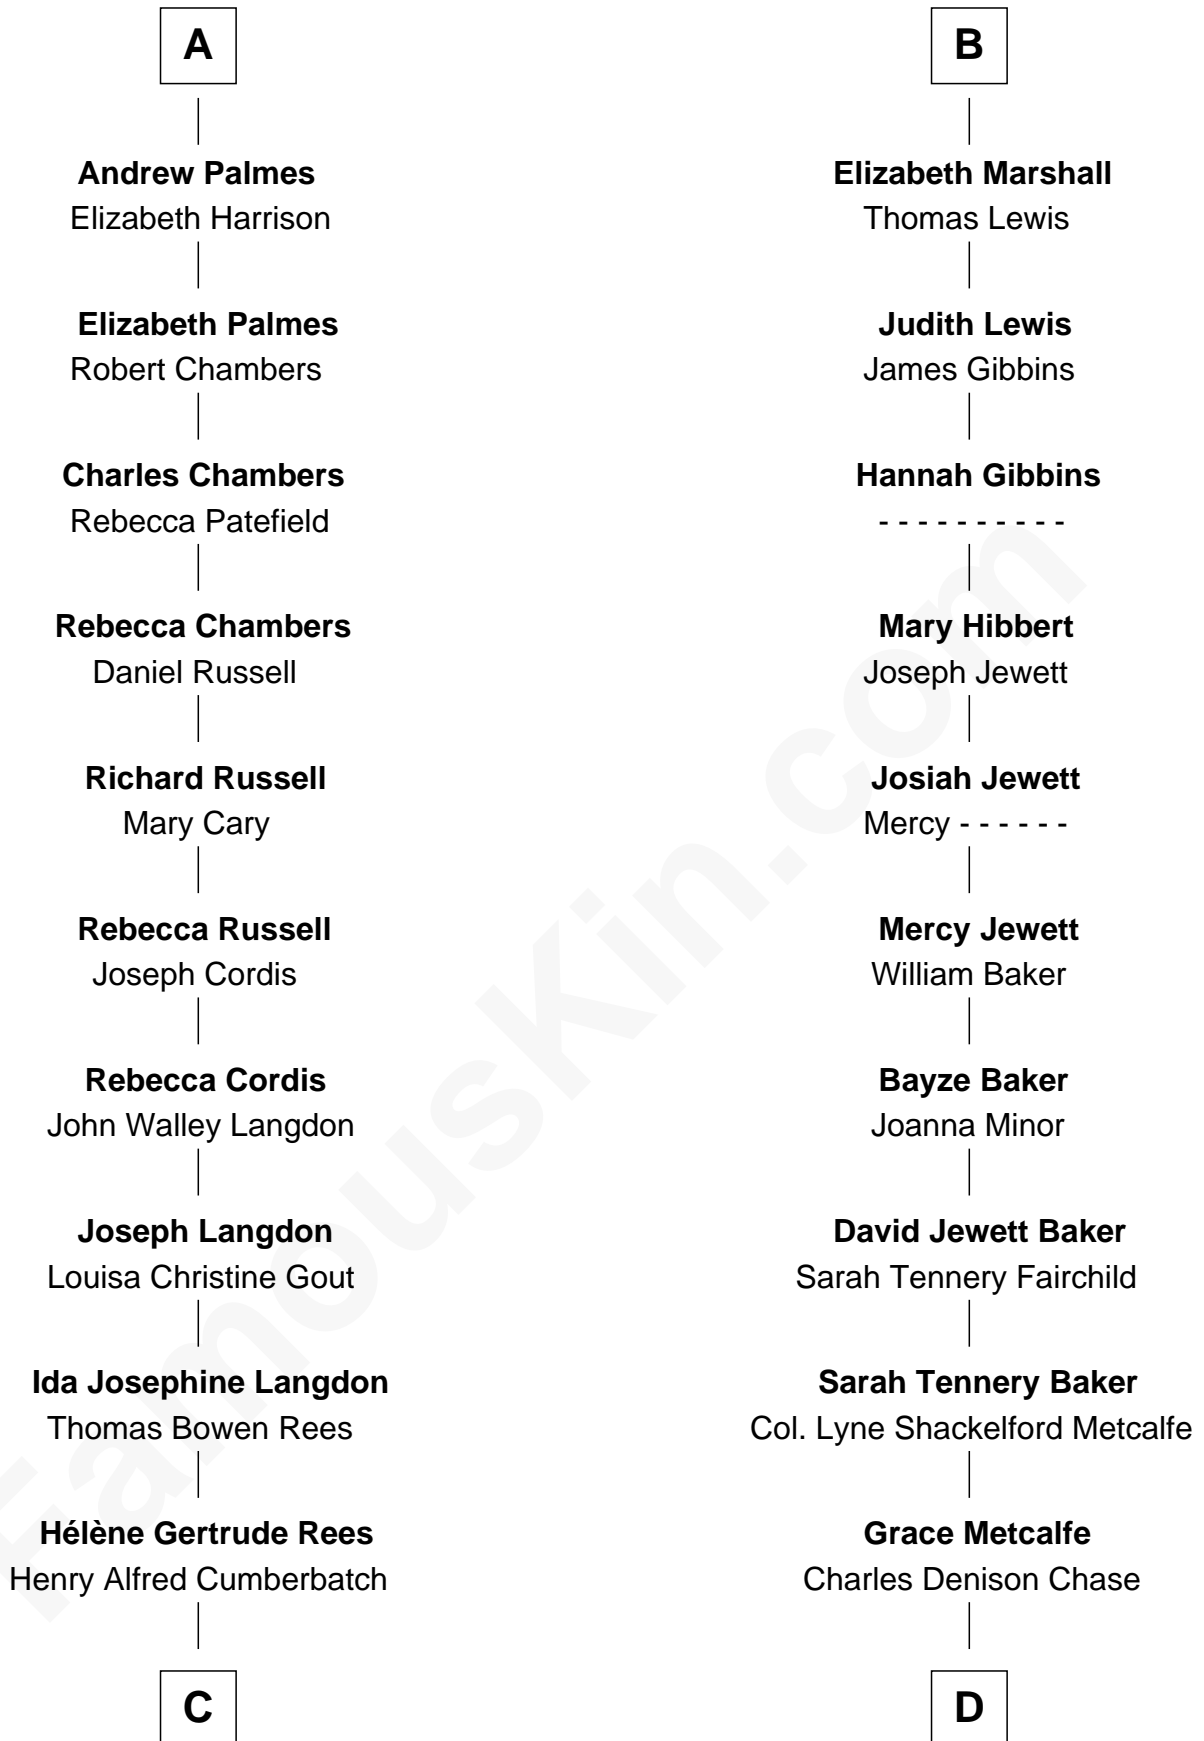 A
Andrew Palmes
Elizabeth Harrison
Elizabeth Palmes
Robert Chambers
Charles Chambers
Rebecca Patefield
Rebecca Chambers
Daniel Russell
Richard Russell
Mary Cary
Rebecca Russell
Joseph Cordis
Rebecca Cordis
John Walley Langdon
Joseph Langdon
Louisa Christine Gout
Ida Josephine Langdon
Thomas Bowen Rees
Hélène Gertrude Rees
Henry Alfred Cumberbatch
C
B
Elizabeth Marshall
Thomas Lewis
Judith Lewis
James Gibbins
Hannah Gibbins
- - - - - - - - - -
Mary Hibbert
Joseph Jewett
Josiah Jewett
Mercy - - - - - -
Mercy Jewett
William Baker
Bayze Baker
Joanna Minor
David Jewett Baker
Sarah Tennery Fairchild
Sarah Tennery Baker
Col. Lyne Shackelford Metcalfe
Grace Metcalfe
Charles Denison Chase
D
FamousKin.com